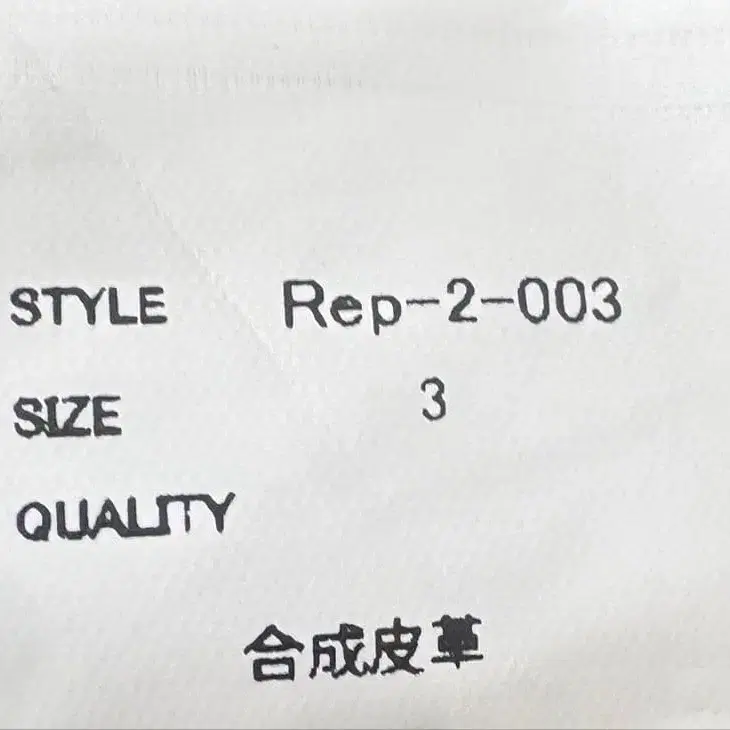 STYLE Rep-2-003
SIZE 3
QUALITY
合成皮革